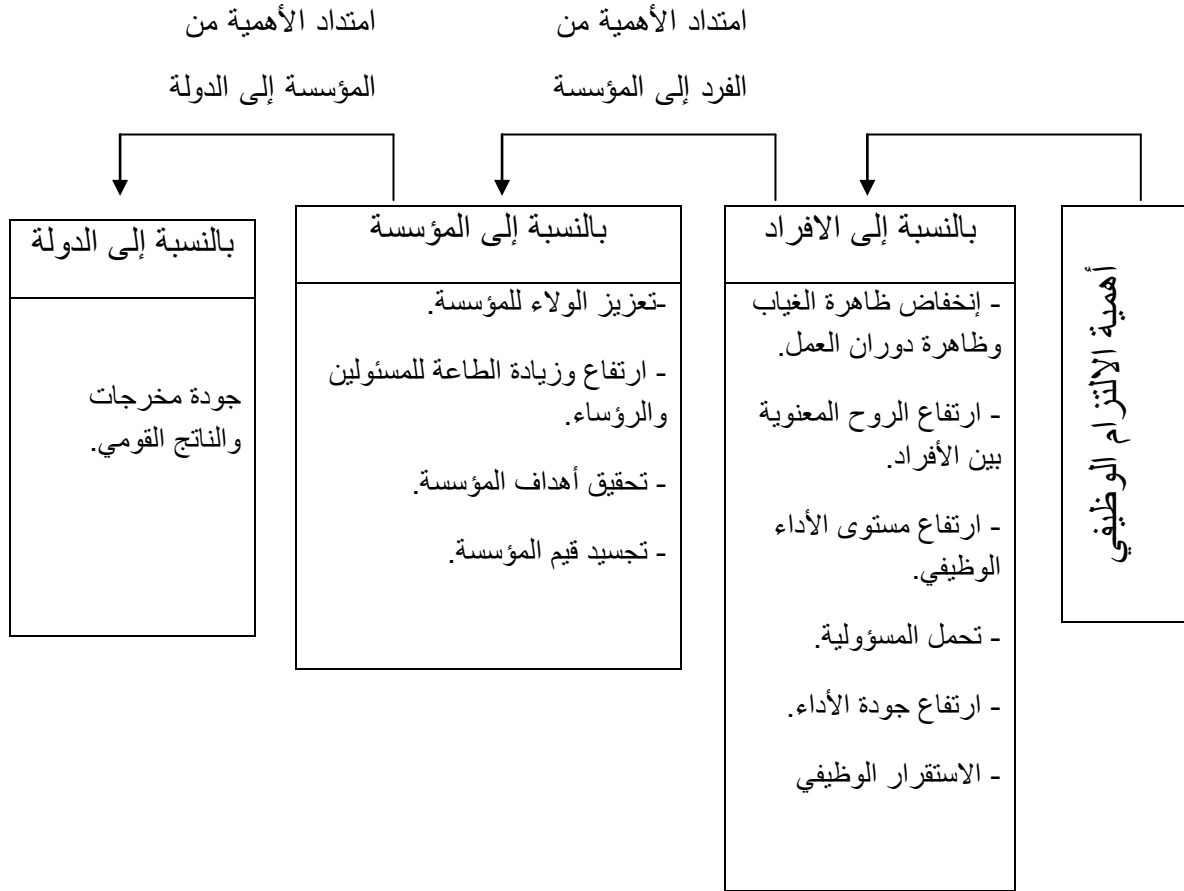 امتداد الأهمية من
الفرد إلى المؤسسة
امتداد الأهمية من
المؤسسة إلى الدولة
أهمية الالتزام الوظيفي
بالنسبة إلى الافراد
- إنخفاض ظاهرة الغياب
وظاهرة دوران العمل.
- ارتفاع الروح المعنوية
بين الأفراد.
- ارتفاع مستوى الأداء
الوظيفي.
- تحمل المسؤولية.
- ارتفاع جودة الأداء.
- الاستقرار الوظيفي
بالنسبة إلى المؤسسة
-تعزيز الولاء للمؤسسة.
- ارتفاع وزيادة الطاعة للمسئولين
والرؤساء.
- تحقيق أهداف المؤسسة.
- تجسيد قيم المؤسسة.
بالنسبة إلى الدولة
جودة مخرجات
والناتج القومي.